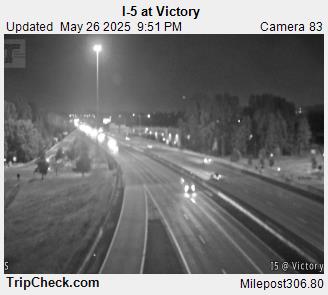 I-5 at Victory
Updated May 26 2025 9:51 PM Camera 83
S I5 @ Victory
TripCheck.com Milepost306.80